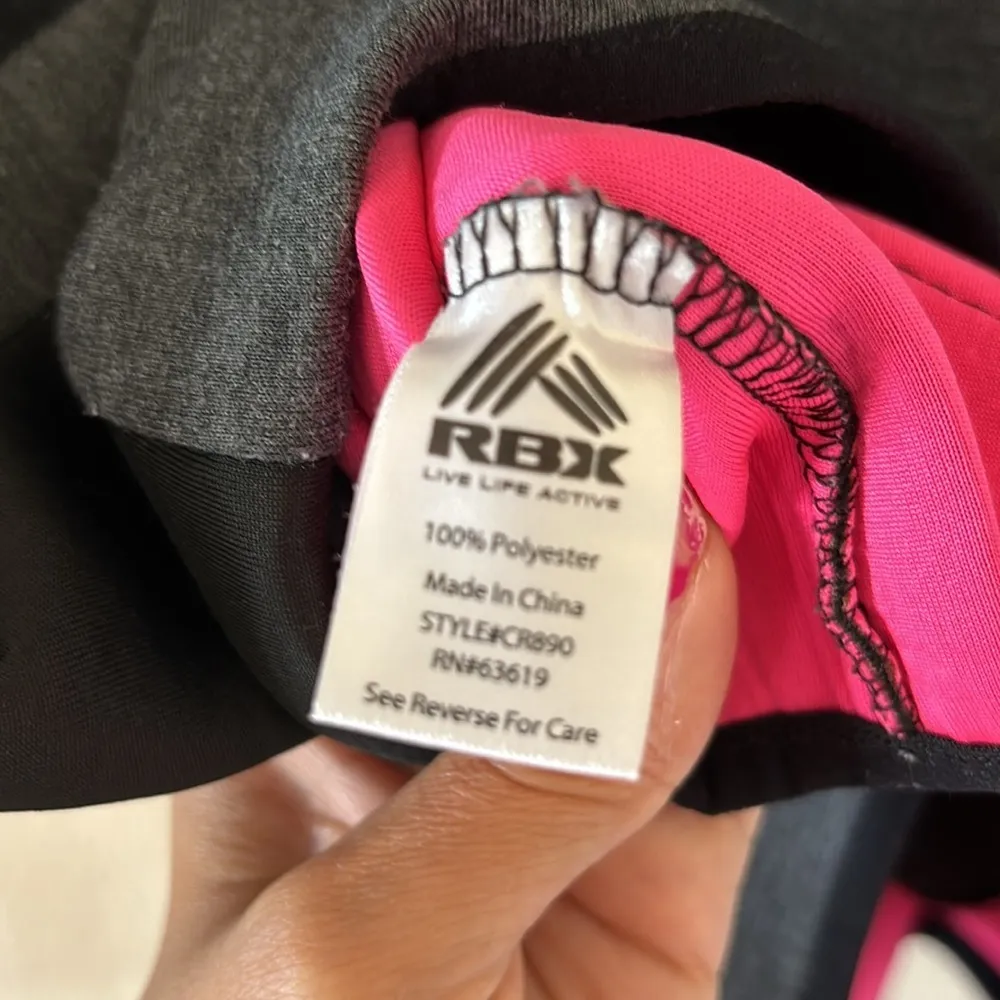 RBX
LIVE LIFE ACTIVE
100% Polyester
Made In China
STYLE#CR890
RN#63619
See Reverse For Care